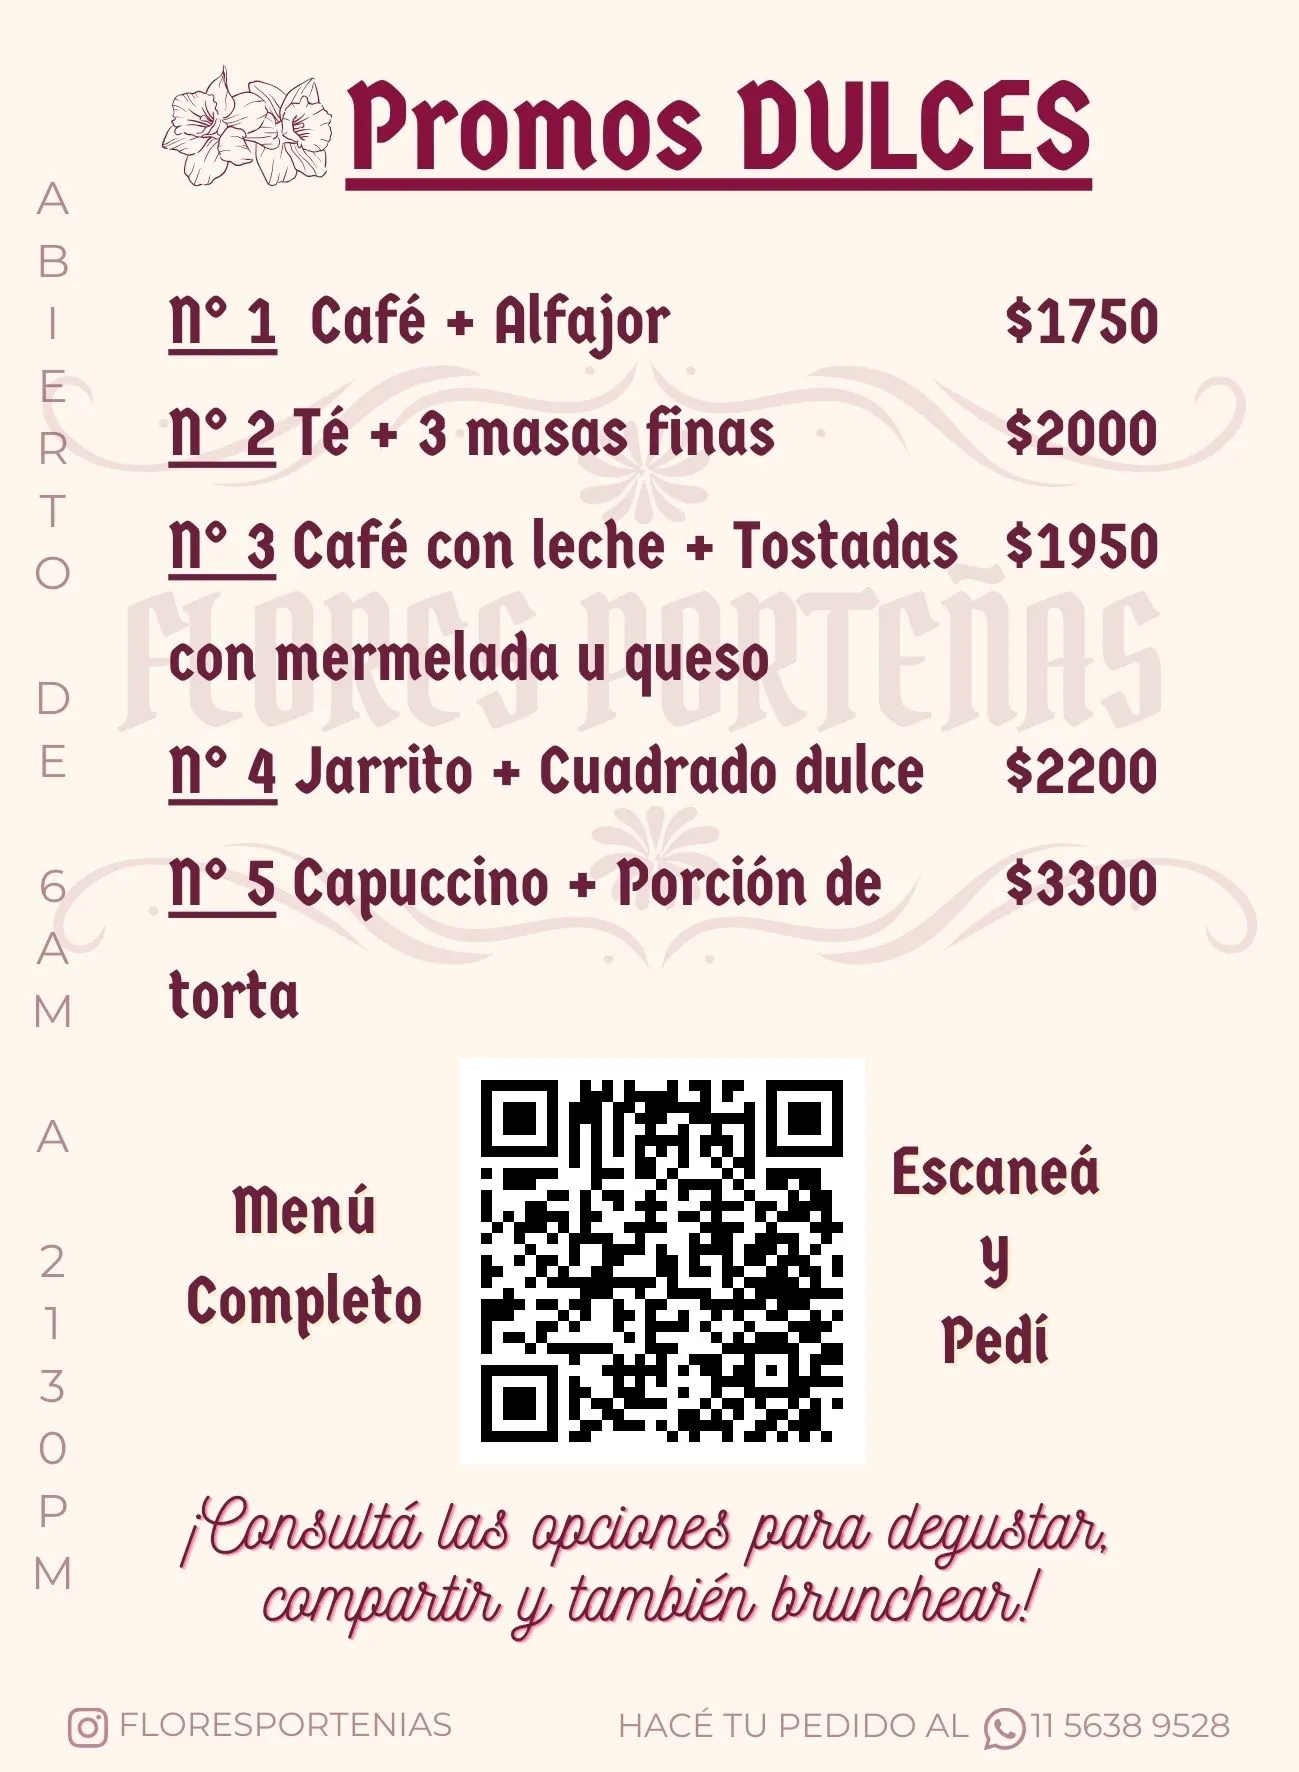 Promos DULCES
ABIERTO DE 6AM A 2130PM
N° 1 Café + Alfajor $1750
N° 2 Té + 3 masas finas $2000
N° 3 Café con leche + Tostadas $1950
con mermelada u queso
N° 4 Jarrito + Cuadrado dulce $2200
N° 5 Capuccino + Porción de $3300
torta
FLORES PORTEÑAS
Menú
Completo
Escaneá
y
Pedí
¡Consultá las opciones para degustar,
compartir y también brunchear!
FLORESPORTENIAS
HACÉ TU PEDIDO AL 11 5638 9528